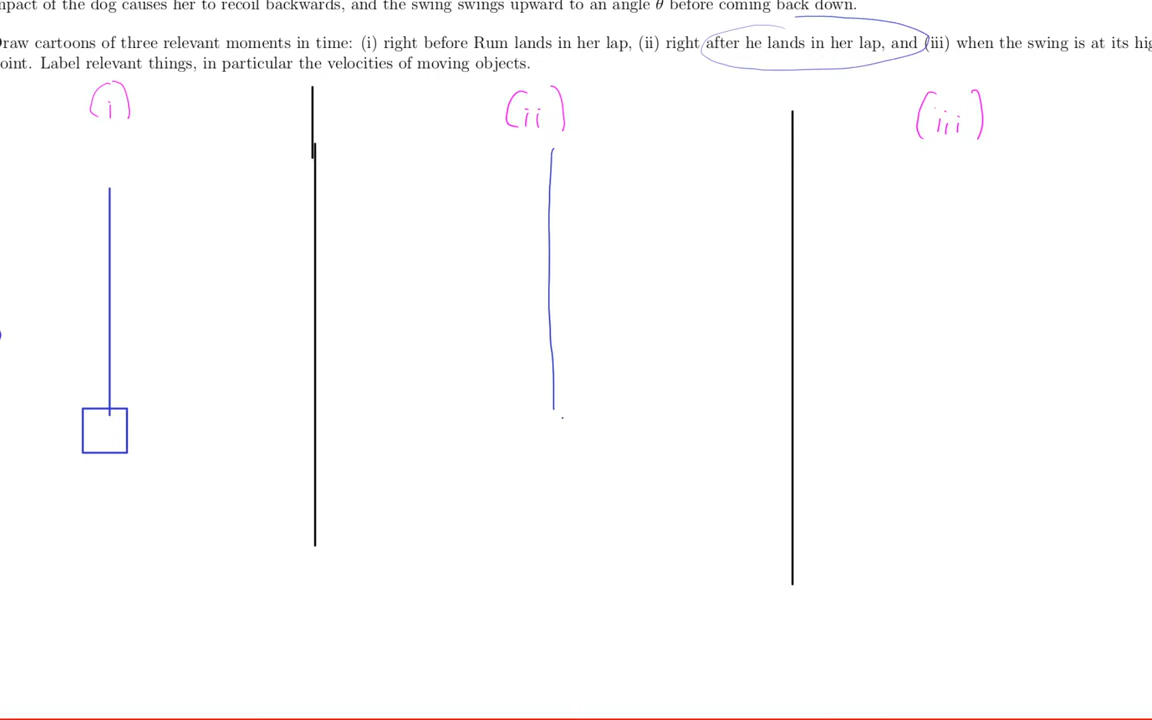 mpact of the dog causes her to recoil backwards, and the swing swings upward to an angle θ before coming back down.
raw cartoons of three relevant moments in time: (i) right before Rum lands in her lap, (ii) right after he lands in her lap, and (iii) when the swing is at its hig
oint. Label relevant things, in particular the velocities of moving objects.
(i) (ii) (iii)